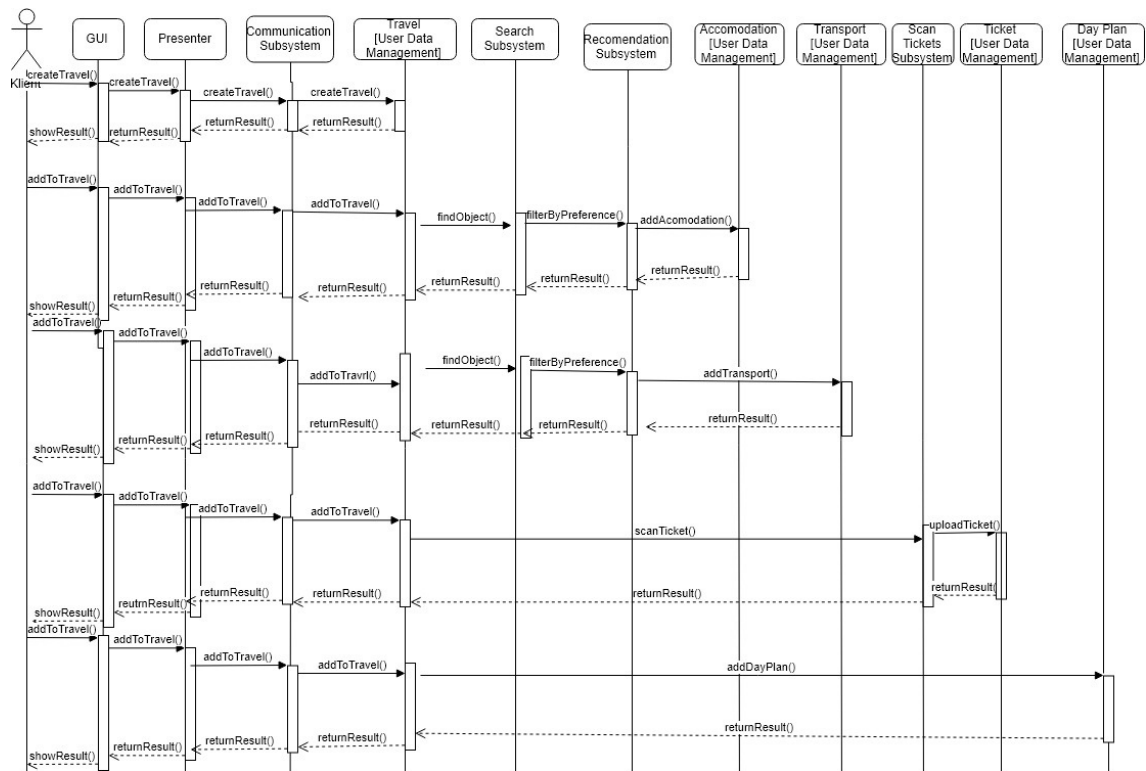 GUI
Presenter
Communication
Subsystem
Travel
[User Data
Management]
Search
Subsystem
Recomendation
Subsystem
Accomodation
[User Data
Management]
Transport
[User Data
Management]
Scan
Tickets
Subsystem
Ticket
[User Data
Management]
Day Plan
[User Data
Management]
Klient
createTravel()
createTravel()
createTravel()
createTravel()
showResult()
returnResult()
returnResult()
returnResult()
addToTravel()
addToTravel()
addToTravel()
addToTravel()
findObject()
filterByPreference()
addAcomodation()
showResult()
returnResult()
returnResult()
returnResult()
returnResult()
returnResult()
returnResult()
addToTravel()
addToTravel()
addToTravel()
addToTravrl()
findObject()
filterByPreference()
addTransport()
showResult()
returnResult()
returnResult()
returnResult()
returnResult()
returnResult()
returnResult()
addToTravel()
addToTravel()
addToTravel()
addToTravel()
scanTicket()
uploadTicket()
showResult()
reutrnResult()
returnResult()
returnResult()
returnResult()
returnResult(
addToTravel()
addToTravel()
addToTravel()
addToTravel()
addDayPlan()
showResult()
returnResult()
returnResult()
returnResult()
returnResult()